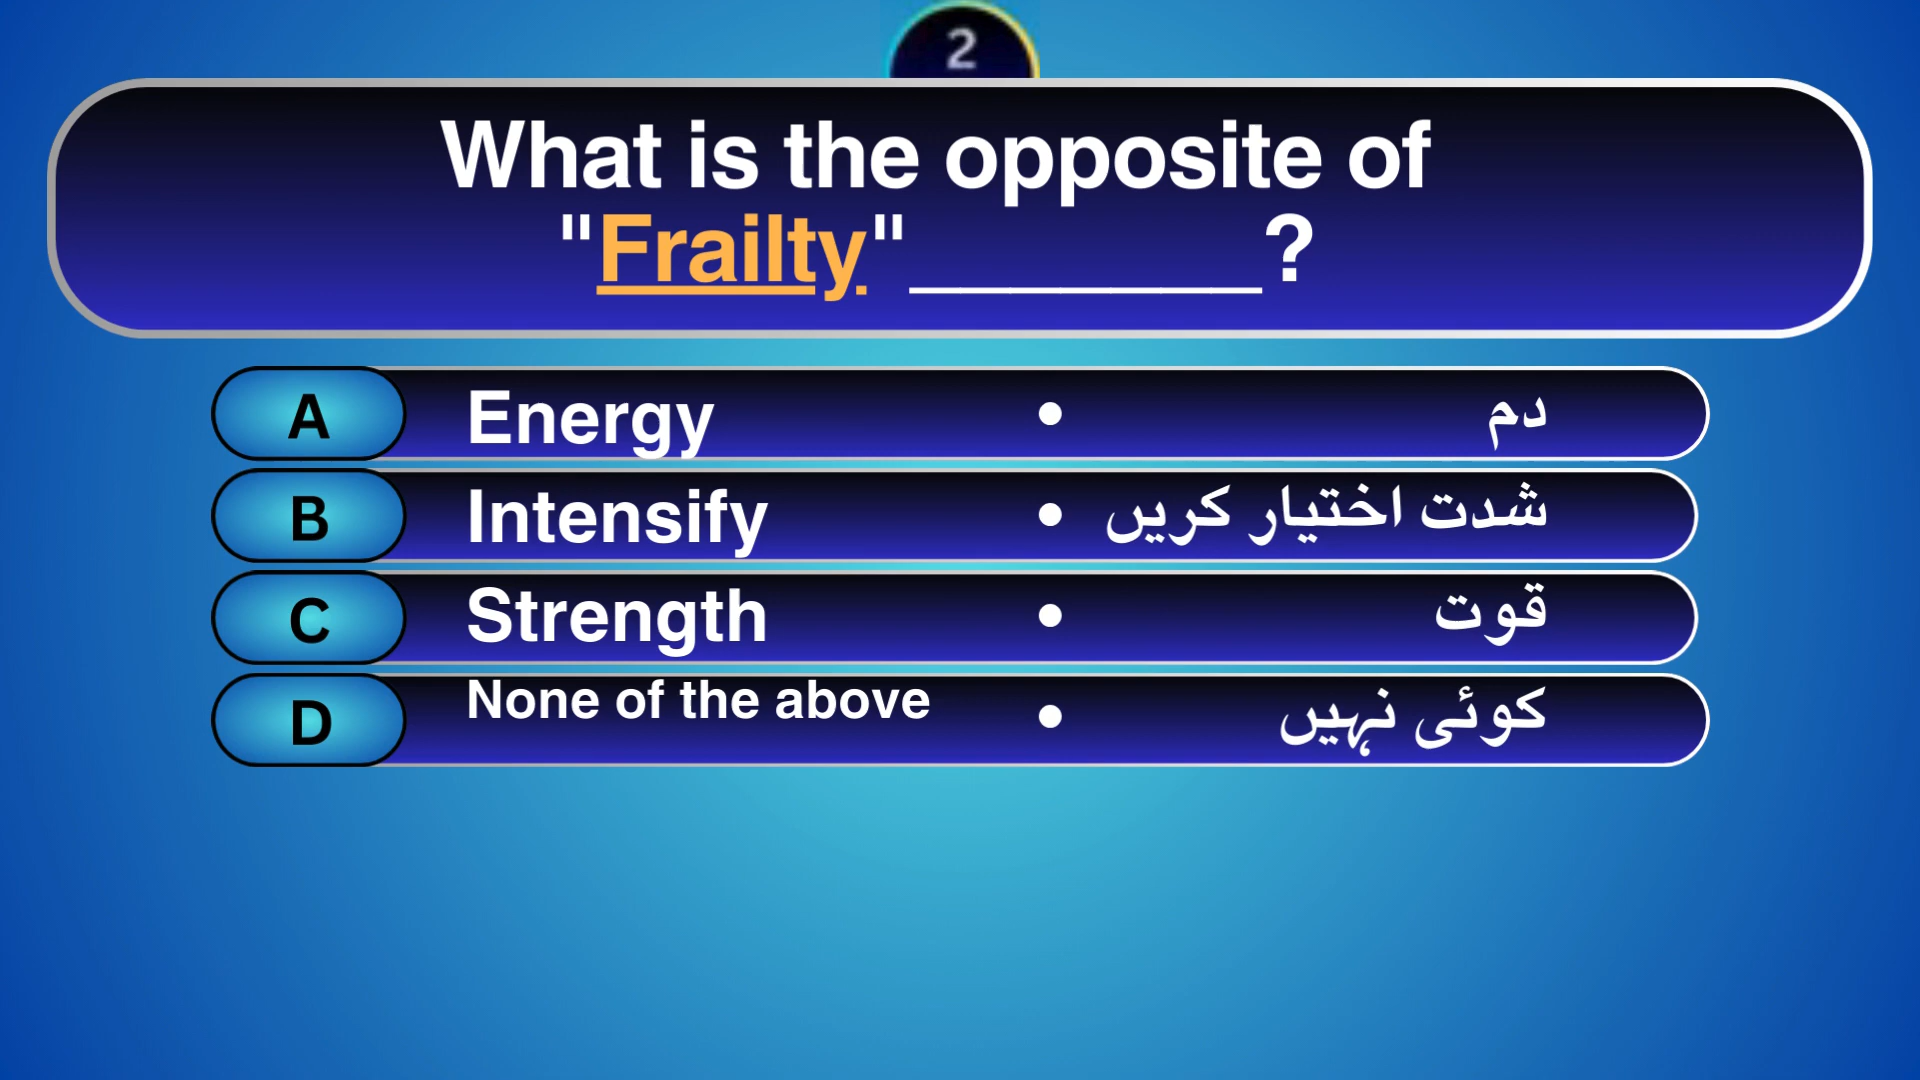 2
What is the opposite of
"Frailty"_______?
A Energy • دم
B Intensify • شدت اختیار کریں
C Strength • قوت
D None of the above • کوئی نہیں